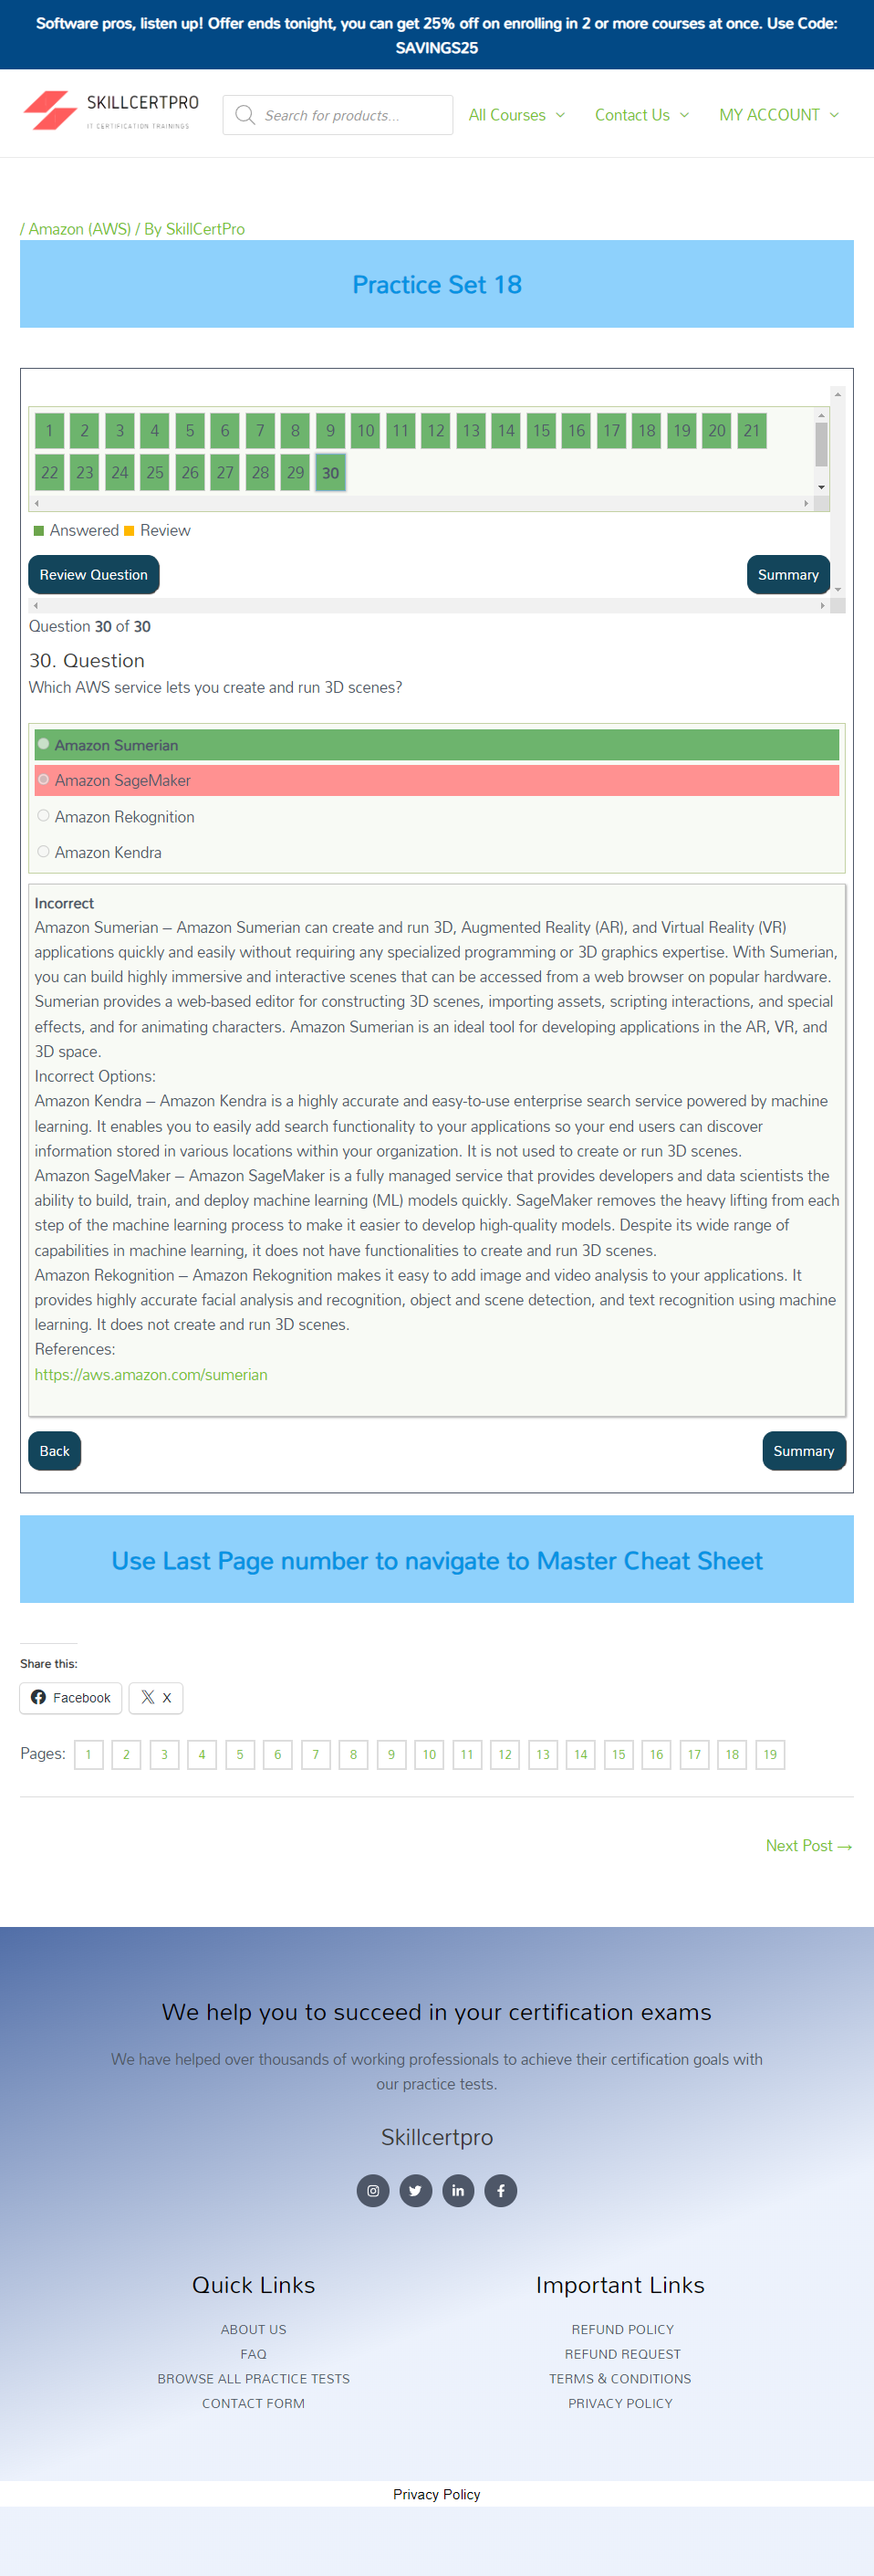 Software pros, listen up! Offer ends tonight, you can get 25% off on enrolling in 2 or more courses at once. Use Code:
SAVINGS25
SKILLCERTPRO
IT CERTIFICATION TRAININGS
Search for products...
All Courses
Contact Us
MY ACCOUNT
/ Amazon (AWS) / By SkillCertPro
Practice Set 18
1 2 3 4 5 6 7 8 9 10 11 12 13 14 15 16 17 18 19 20 21
22 23 24 25 26 27 28 29 30
Answered Review
Review Question
Summary
Question 30 of 30
30. Question
Which AWS service lets you create and run 3D scenes?
Amazon Sumerian
Amazon SageMaker
Amazon Rekognition
Amazon Kendra
Incorrect
Amazon Sumerian – Amazon Sumerian can create and run 3D, Augmented Reality (AR), and Virtual Reality (VR)
applications quickly and easily without requiring any specialized programming or 3D graphics expertise. With Sumerian,
you can build highly immersive and interactive scenes that can be accessed from a web browser on popular hardware.
Sumerian provides a web-based editor for constructing 3D scenes, importing assets, scripting interactions, and special
effects, and for animating characters. Amazon Sumerian is an ideal tool for developing applications in the AR, VR, and
3D space.
Incorrect Options:
Amazon Kendra – Amazon Kendra is a highly accurate and easy-to-use enterprise search service powered by machine
learning. It enables you to easily add search functionality to your applications so your end users can discover
information stored in various locations within your organization. It is not used to create or run 3D scenes.
Amazon SageMaker – Amazon SageMaker is a fully managed service that provides developers and data scientists the
ability to build, train, and deploy machine learning (ML) models quickly. SageMaker removes the heavy lifting from each
step of the machine learning process to make it easier to develop high-quality models. Despite its wide range of
capabilities in machine learning, it does not have functionalities to create and run 3D scenes.
Amazon Rekognition – Amazon Rekognition makes it easy to add image and video analysis to your applications. It
provides highly accurate facial analysis and recognition, object and scene detection, and text recognition using machine
learning. It does not create and run 3D scenes.
References:
https://aws.amazon.com/sumerian
Back
Summary
Use Last Page number to navigate to Master Cheat Sheet
Share this:
Facebook
X
Pages: 1 2 3 4 5 6 7 8 9 10 11 12 13 14 15 16 17 18 19
Next Post →
We help you to succeed in your certification exams
We have helped over thousands of working professionals to achieve their certification goals with
our practice tests.
Skillcertpro
Quick Links
ABOUT US
FAQ
BROWSE ALL PRACTICE TESTS
CONTACT FORM
Important Links
REFUND POLICY
REFUND REQUEST
TERMS & CONDITIONS
PRIVACY POLICY
Privacy Policy